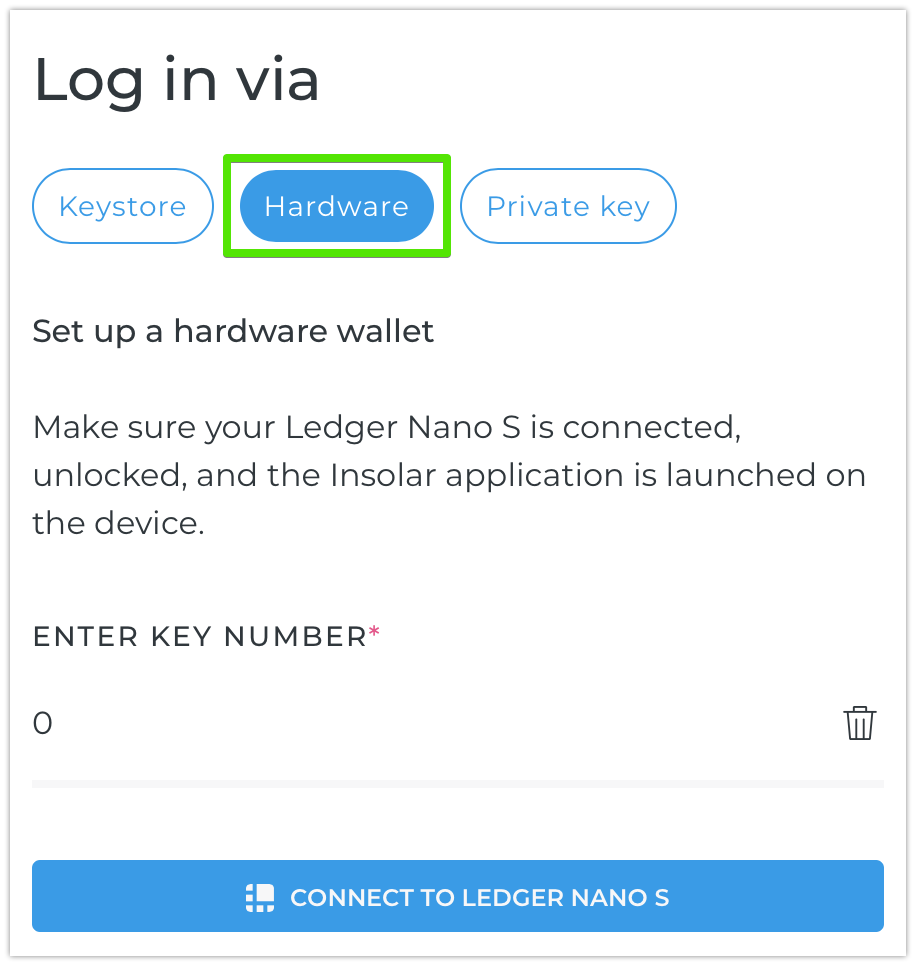 Log in via
Keystore
Hardware
Private key
Set up a hardware wallet
Make sure your Ledger Nano S is connected,
unlocked, and the Insolar application is launched on
the device.
ENTER KEY NUMBER*
0
CONNECT TO LEDGER NANO S